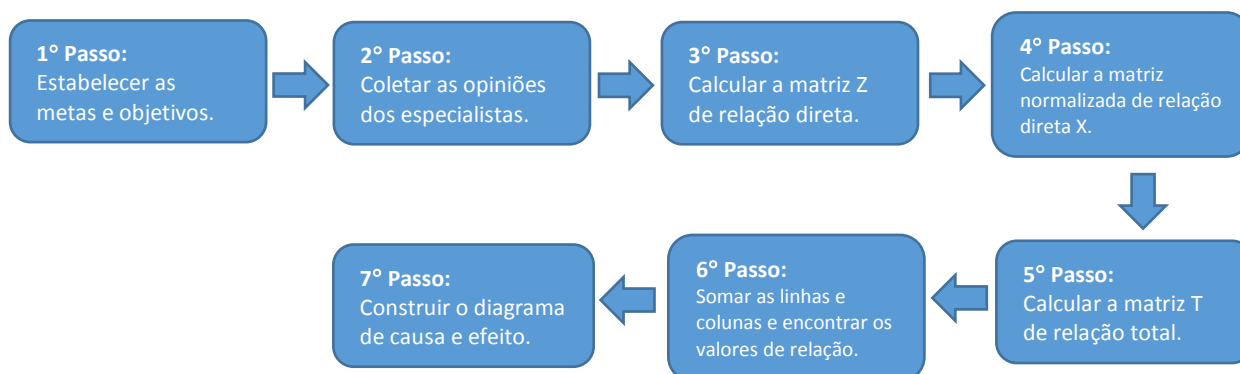 1° Passo:
Estabelecer as
metas e objetivos.
2° Passo:
Coletar as opiniões
dos especialistas.
3° Passo:
Calcular a matriz Z
de relação direta.
4° Passo:
Calcular a matriz
normalizada de relação
direta X.
5° Passo:
Calcular a matriz T
de relação total.
6° Passo:
Somar as linhas e
colunas e encontrar os
valores de relação.
7° Passo:
Construir o diagrama
de causa e efeito.